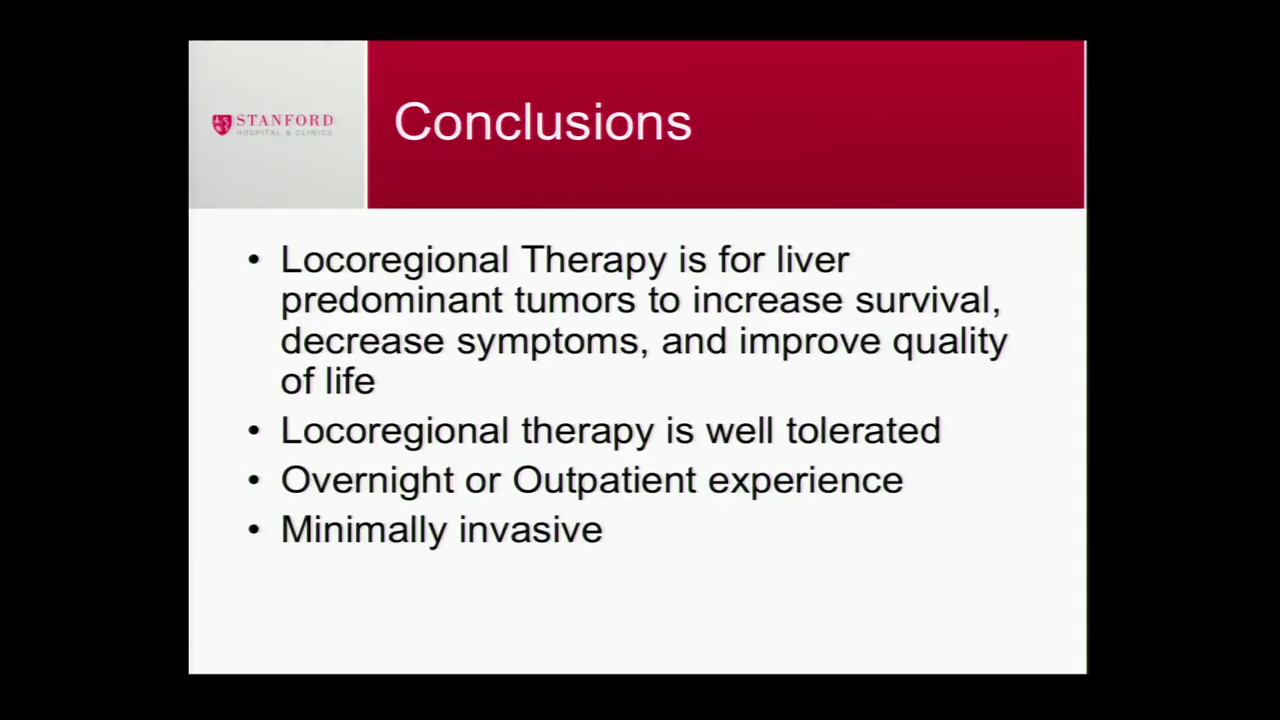 STANFORD
HOSPITAL & CLINICS
Conclusions
• Locoregional Therapy is for liver
predominant tumors to increase survival,
decrease symptoms, and improve quality
of life
• Locoregional therapy is well tolerated
• Overnight or Outpatient experience
• Minimally invasive